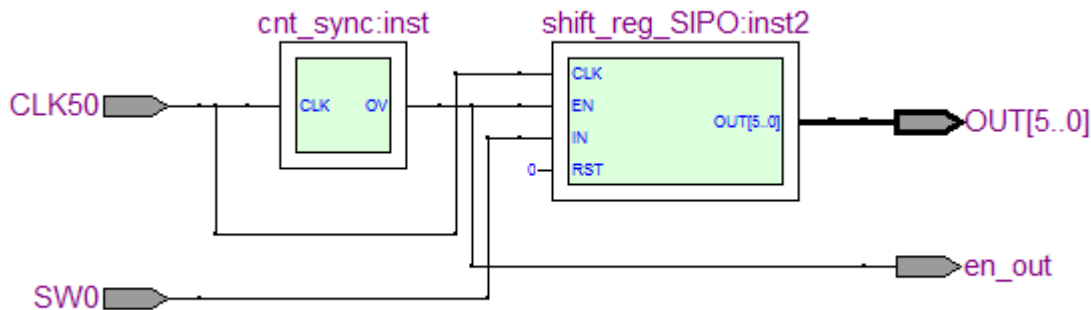 cnt_sync:inst
shift_reg_SIPO:inst2
CLK50
CLK
OV
CLK
EN
IN
RST
0
OUT[5..0]
OUT[5..0]
en_out
SW0